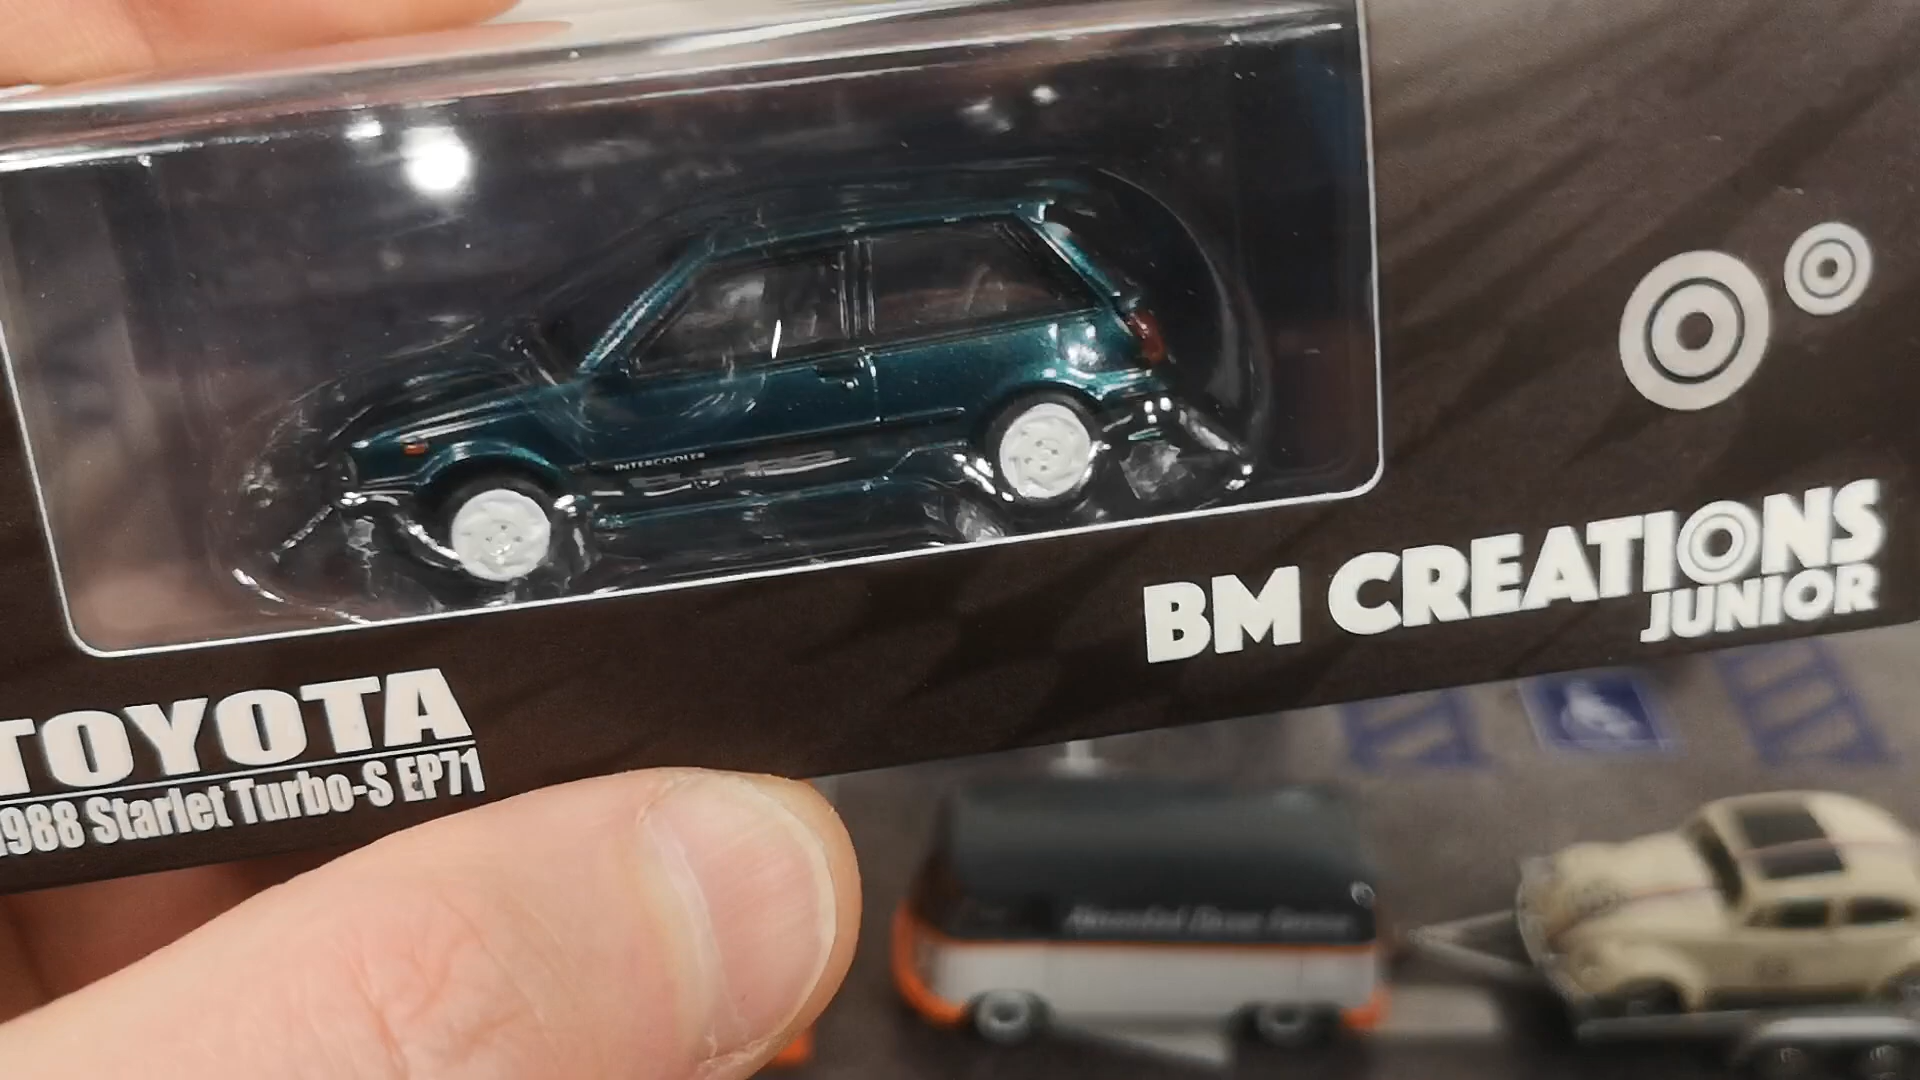 INTERCOOLER
BM CREATIONS
JUNIOR
TOYOTA
1988 Starlet Turbo-S EP71